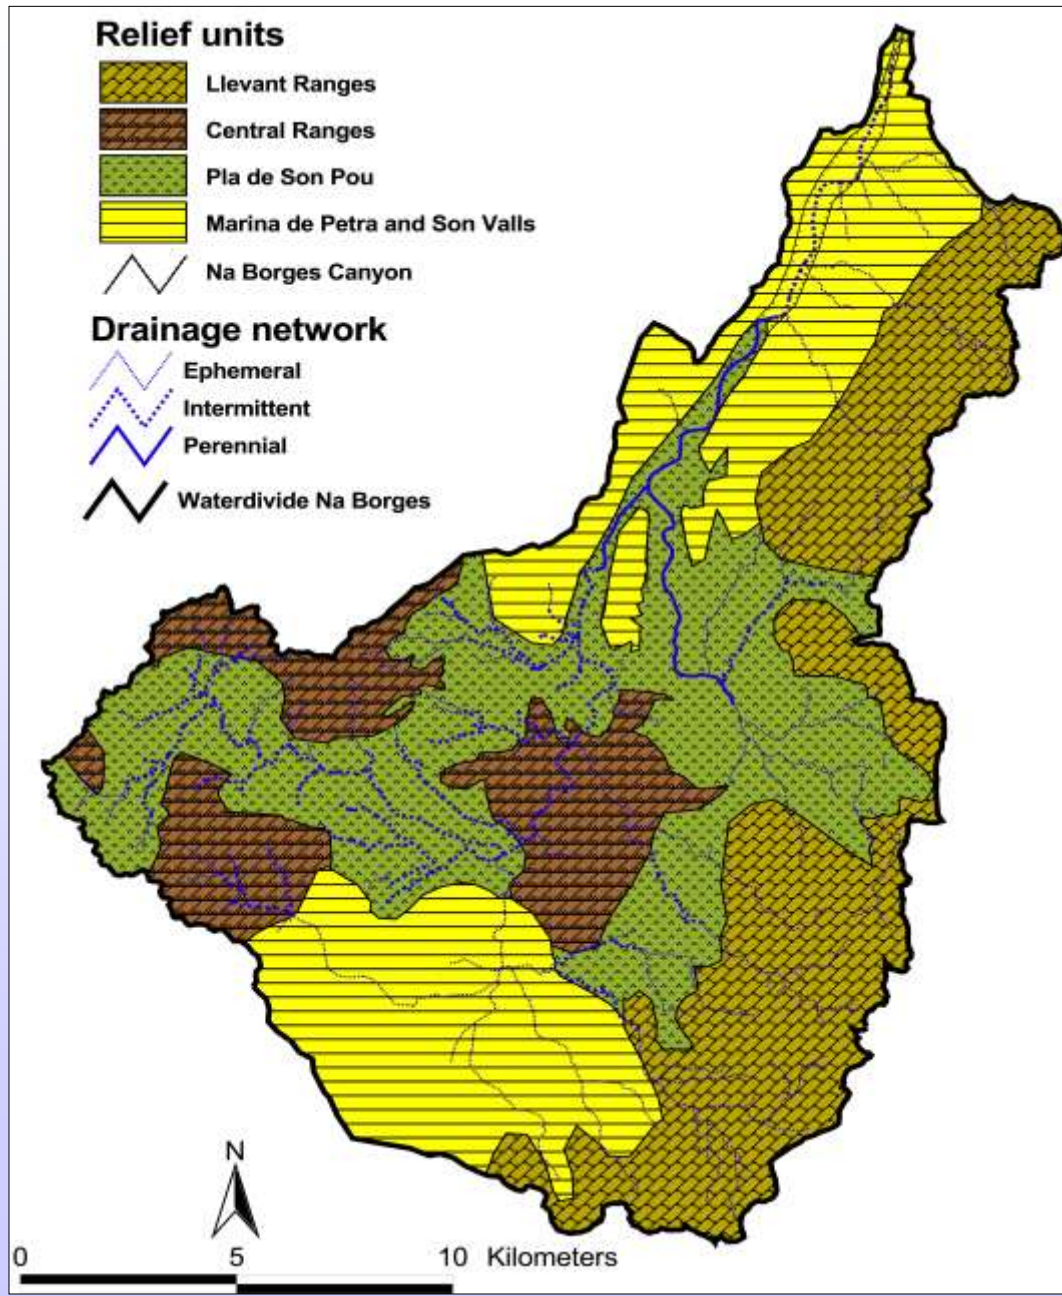 Relief units
Llevant Ranges
Central Ranges
Pla de Son Pou
Marina de Petra and Son Valls
Na Borges Canyon
Drainage network
Ephemeral
Intermittent
Perennial
Waterdivide Na Borges
N
0 5 10 Kilometers